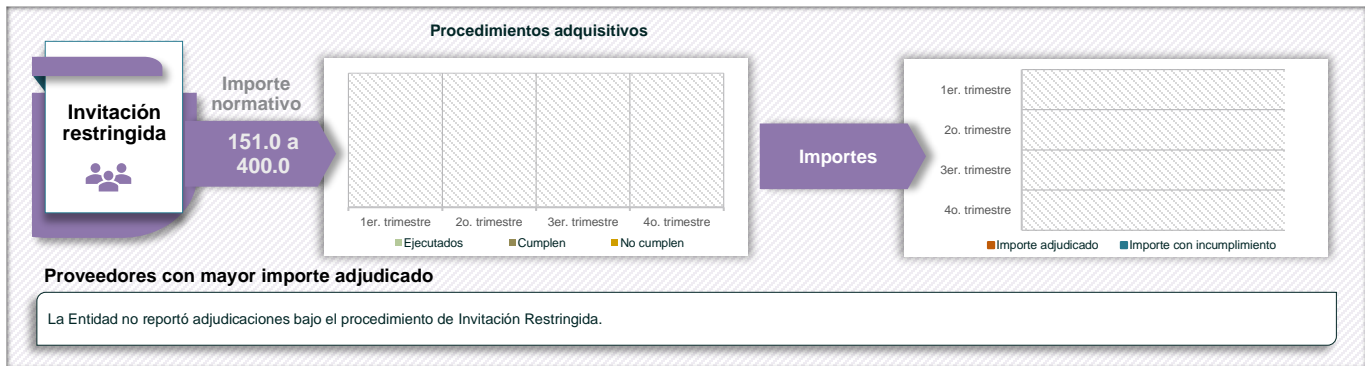 Procedimientos adquisitivos
Invitación
restringida
Importe
normativo
151.0 a
400.0
1er. trimestre
2o. trimestre
3er. trimestre
4o. trimestre
Ejecutados
Cumplen
No cumplen
Importes
1er. trimestre
2o. trimestre
3er. trimestre
4o. trimestre
Importe adjudicado
Importe con incumplimiento
Proveedores con mayor importe adjudicado
La Entidad no reportó adjudicaciones bajo el procedimiento de Invitación Restringida.